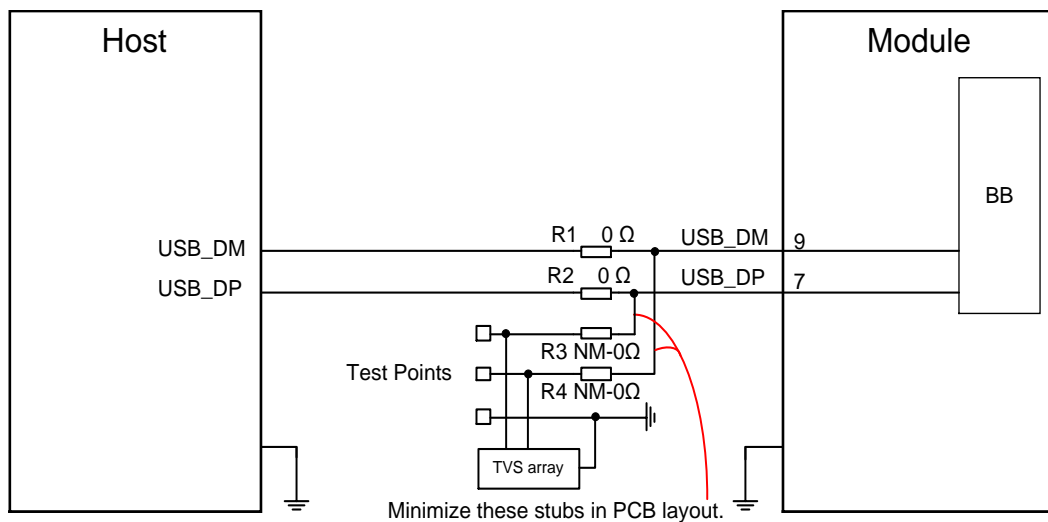 Host
Module
BB
R1 0 Ω
USB_DM
USB_DM
9
R2 0 Ω
USB_DP
USB_DP
7
R3 NM-0Ω
Test Points
R4 NM-0Ω
TVS array
Minimize these stubs in PCB layout.